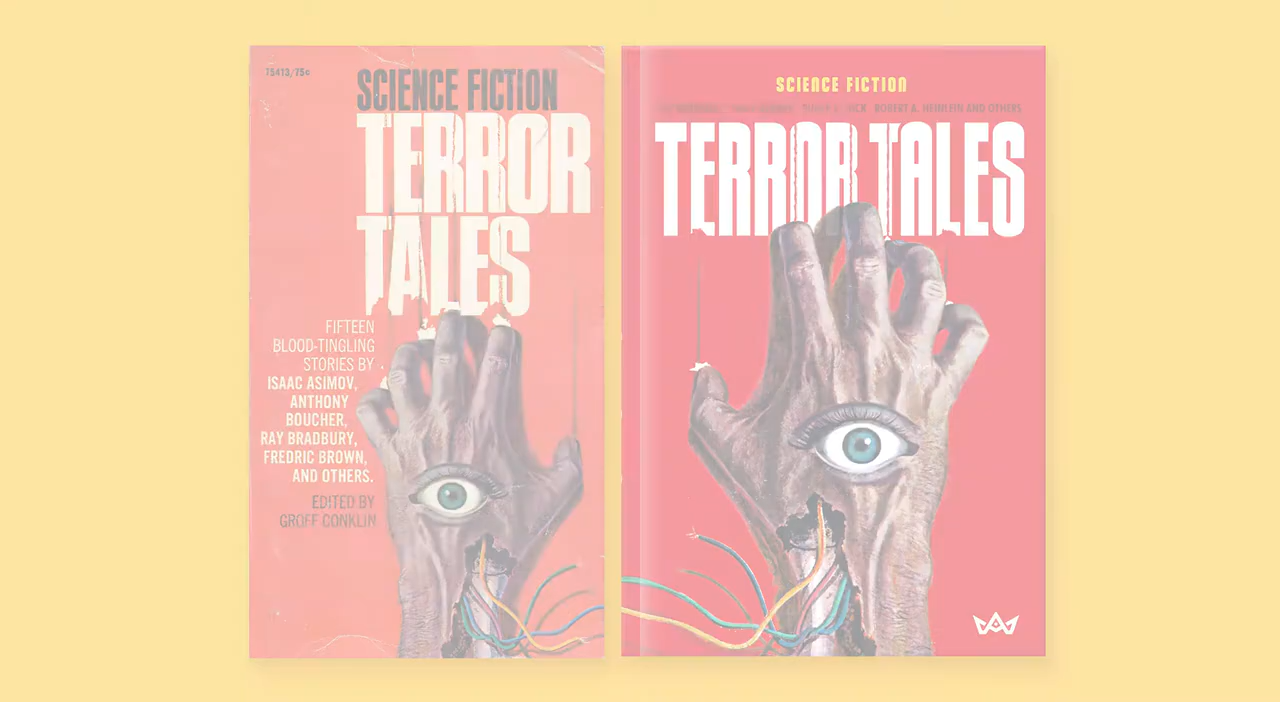 75413/75c
SCIENCE FICTION
TERROR
TALES
FIFTEEN
BLOOD-TINGLING
STORIES BY
ISAAC ASIMOV,
ANTHONY
BOUCHER,
RAY BRADBURY,
FREDRIC BROWN,
AND OTHERS.
EDITED BY
GROFF CONKLIN
SCIENCE FICTION
ROBERT A. HEINLEIN AND OTHERS
TERROR TALES